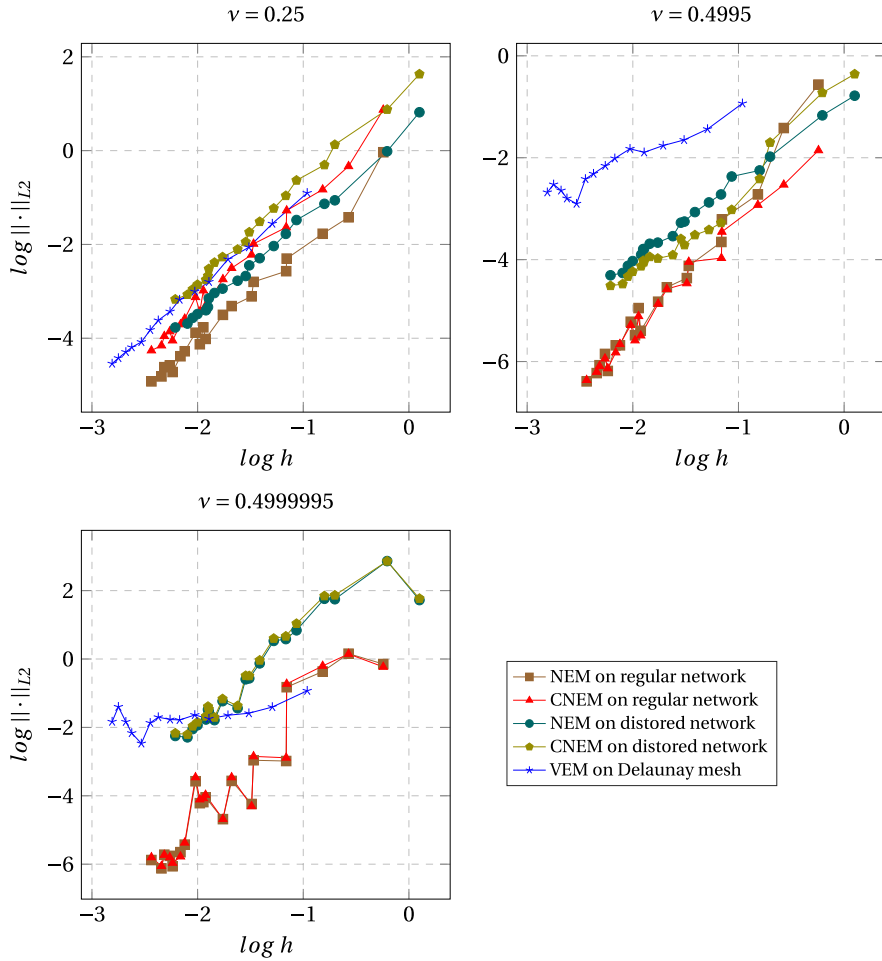 ν = 0.25
2
0
−2
−4
−3
−2
−1
0
log h
log || · ||L2
ν = 0.4995
0
−2
−4
−6
−3
−2
−1
0
log h
ν = 0.4999995
2
0
−2
−4
−6
−3
−2
−1
0
log h
log || · ||L2
NEM on regular network
CNEM on regular network
NEM on distored network
CNEM on distored network
VEM on Delaunay mesh